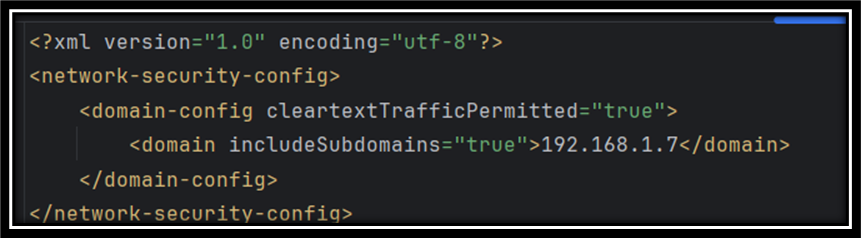 <?xml version="1.0" encoding="utf-8"?>
<network-security-config>
    <domain-config cleartextTrafficPermitted="true">
        <domain includeSubdomains="true">192.168.1.7</domain>
    </domain-config>
</network-security-config>